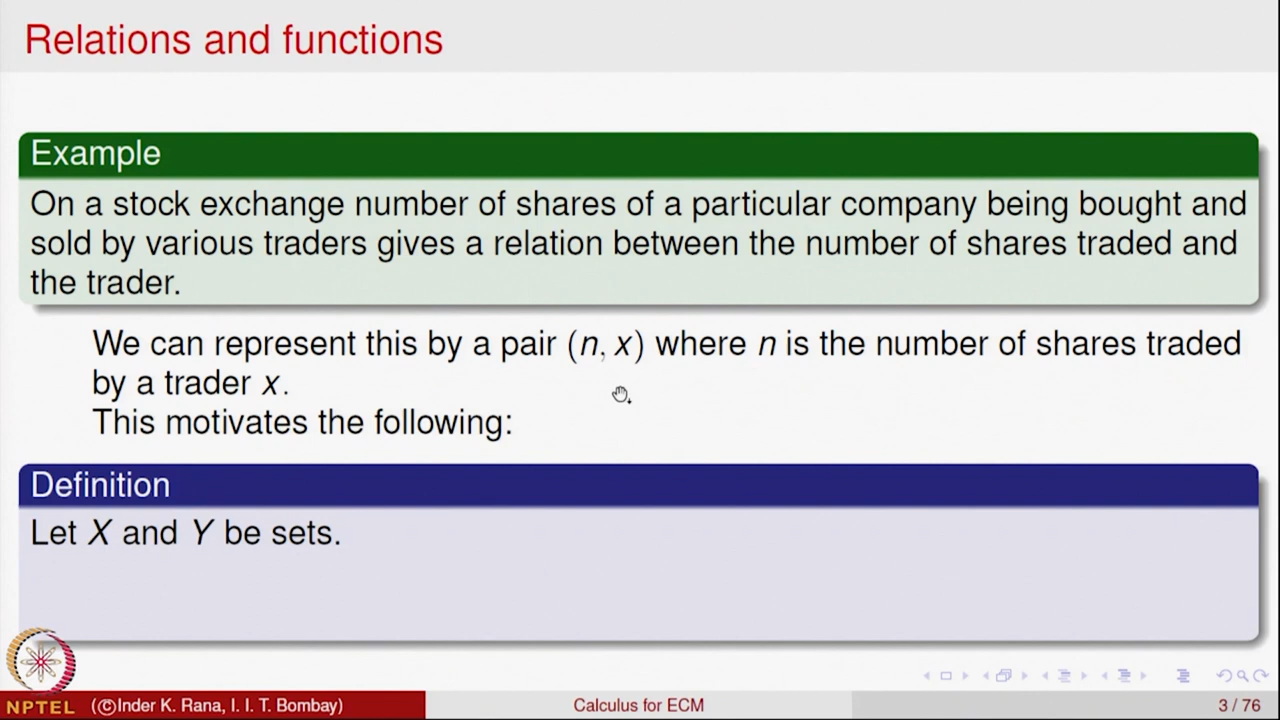 Relations and functions
Example
On a stock exchange number of shares of a particular company being bought and
sold by various traders gives a relation between the number of shares traded and
the trader.
We can represent this by a pair (n, x) where n is the number of shares traded
by a trader x.
This motivates the following:
Definition
Let X and Y be sets.
NPTEL
(©Inder K. Rana, I. I. T. Bombay)
Calculus for ECM
3 / 76